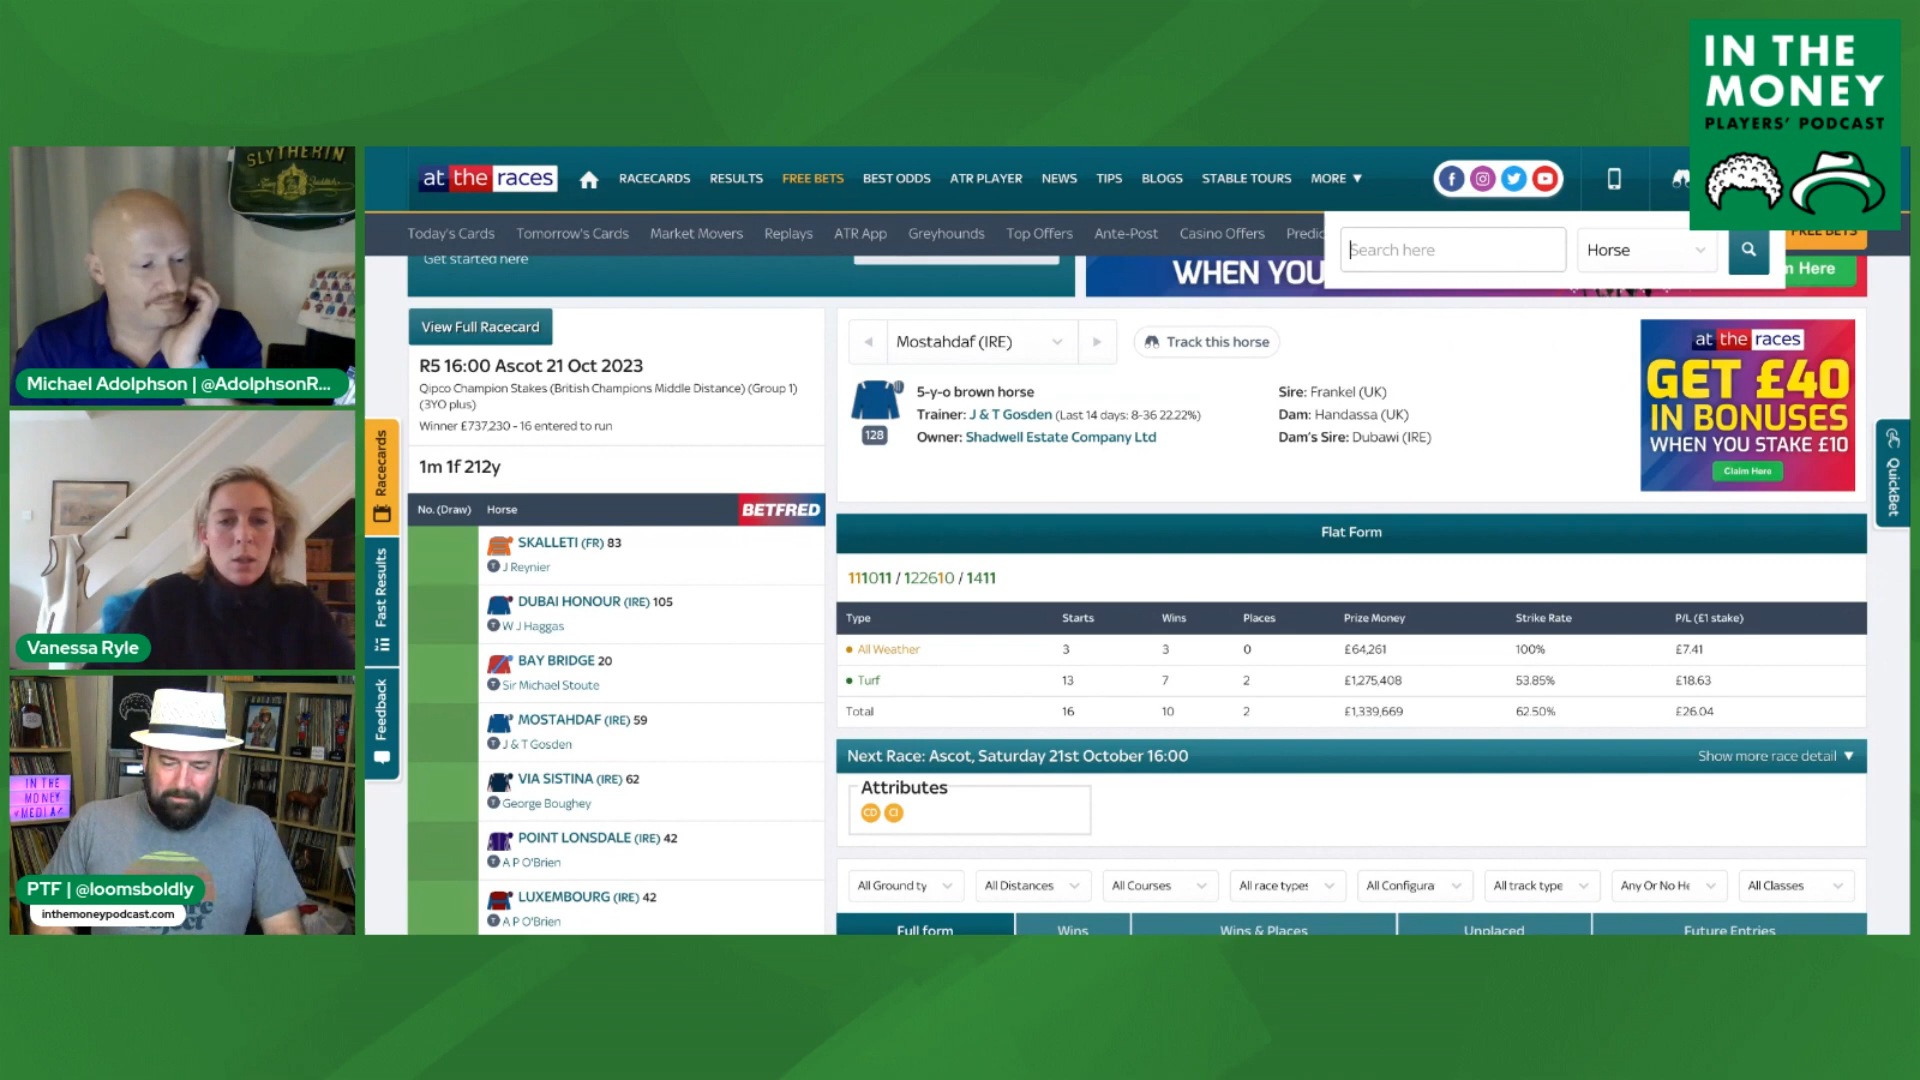 IN THE
MONEY
PLAYERS' PODCAST
SLYTHERIN
Michael Adolphson | @AdolphsonR...
Vanessa Ryle
IN THE
MONEY
MEDIA
PTF | @loomsboldly
inthemoneypodcast.com
at the races
RACECARDS RESULTS FREE BETS BEST ODDS ATR PLAYER NEWS TIPS BLOGS STABLE TOURS MORE ▼
Today's Cards Tomorrow's Cards Market Movers Replays ATR App Greyhounds Top Offers Ante-Post Casino Offers Predic
Search here
Horse
FREE BETS
Get started here
WHEN YOU
m Here
Racecards
Fast Results
Feedback
QuickBet
View Full Racecard
R5 16:00 Ascot 21 Oct 2023
Qipco Champion Stakes (British Champions Middle Distance) (Group 1)
(3YO plus)
Winner £737,230 - 16 entered to run
1m 1f 212y
No. (Draw) Horse BETFRED
SKALLETI (FR) 83
T J Reynier
DUBAI HONOUR (IRE) 105
T W J Haggas
BAY BRIDGE 20
T Sir Michael Stoute
MOSTAHDAF (IRE) 59
T J & T Gosden
VIA SISTINA (IRE) 62
T George Boughey
POINT LONSDALE (IRE) 42
T A P O'Brien
LUXEMBOURG (IRE) 42
T A P O'Brien
Mostahdaf (IRE)
Track this horse
128
5-y-o brown horse
Trainer: J & T Gosden (Last 14 days: 8-36 22.22%)
Owner: Shadwell Estate Company Ltd
Sire: Frankel (UK)
Dam: Handassa (UK)
Dam's Sire: Dubawi (IRE)
at the races
GET £40
IN BONUSES
WHEN YOU STAKE £10
Claim Here
Flat Form
111011 / 122610 / 1411
Type Starts Wins Places Prize Money Strike Rate P/L (£1 stake)
All Weather 3 3 0 £64,261 100% £7.41
Turf 13 7 2 £1,275,408 53.85% £18.63
Total 16 10 2 £1,339,669 62.50% £26.04
Next Race: Ascot, Saturday 21st October 16:00 Show more race detail ▼
Attributes
CD CI
All Ground ty All Distances All Courses All race types All Configura All track type Any Or No He All Classes
Full form Wins Wins & Places Unplaced Future Entries